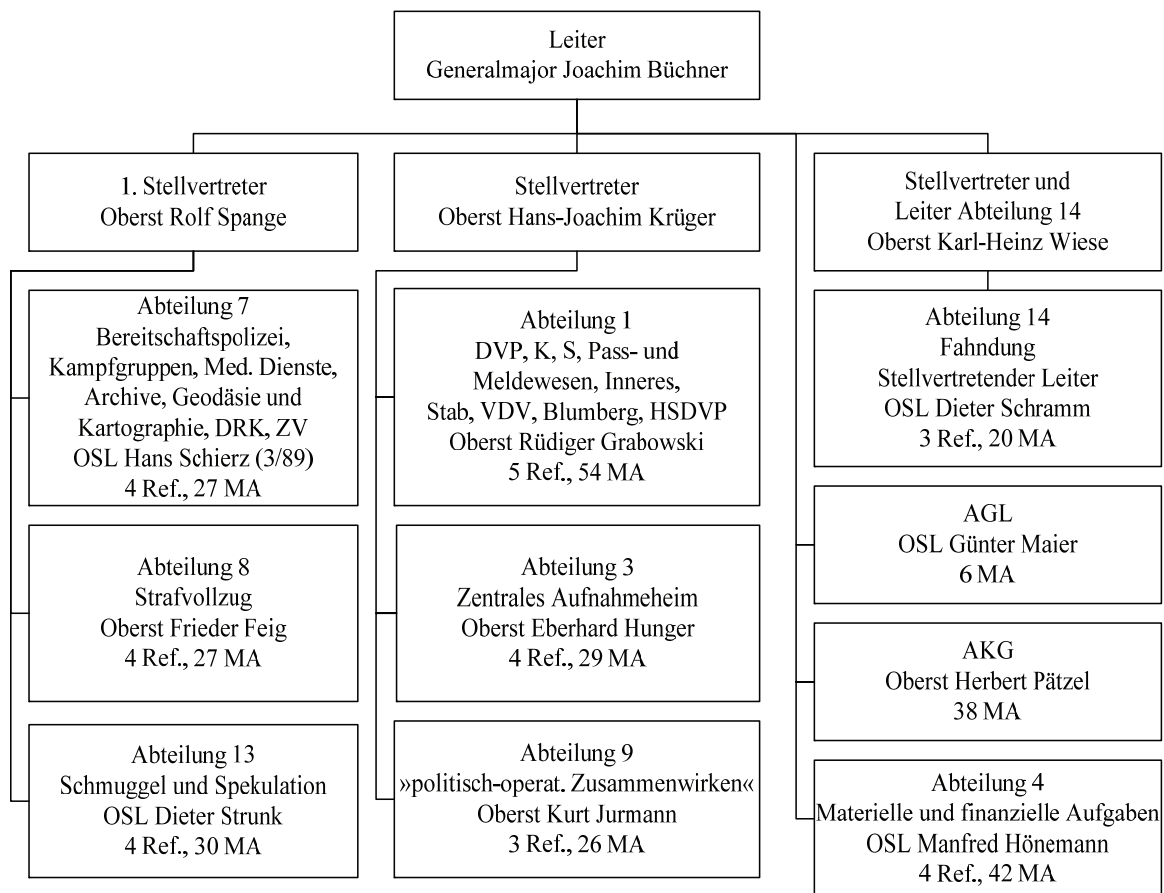 Leiter
Generalmajor Joachim Büchner
1. Stellvertreter
Oberst Rolf Spange
Stellvertreter
Oberst Hans-Joachim Krüger
Stellvertreter und
Leiter Abteilung 14
Oberst Karl-Heinz Wiese
Abteilung 7
Bereitschaftspolizei,
Kampfgruppen, Med. Dienste,
Archive, Geodäsie und
Kartographie, DRK, ZV
OSL Hans Schierz (3/89)
4 Ref., 27 MA
Abteilung 8
Strafvollzug
Oberst Frieder Feig
4 Ref., 27 MA
Abteilung 13
Schmuggel und Spekulation
OSL Dieter Strunk
4 Ref., 30 MA
Abteilung 1
DVP, K, S, Pass- und
Meldewesen, Inneres,
Stab, VDV, Blumberg, HSDVP
Oberst Rüdiger Grabowski
5 Ref., 54 MA
Abteilung 3
Zentrales Aufnahmeheim
Oberst Eberhard Hunger
4 Ref., 29 MA
Abteilung 9
»politisch-operat. Zusammenwirken«
Oberst Kurt Jurmann
3 Ref., 26 MA
Abteilung 14
Fahndung
Stellvertretender Leiter
OSL Dieter Schramm
3 Ref., 20 MA
AGL
OSL Günter Maier
6 MA
AKG
Oberst Herbert Pätzel
38 MA
Abteilung 4
Materielle und finanzielle Aufgaben
OSL Manfred Hönemann
4 Ref., 42 MA